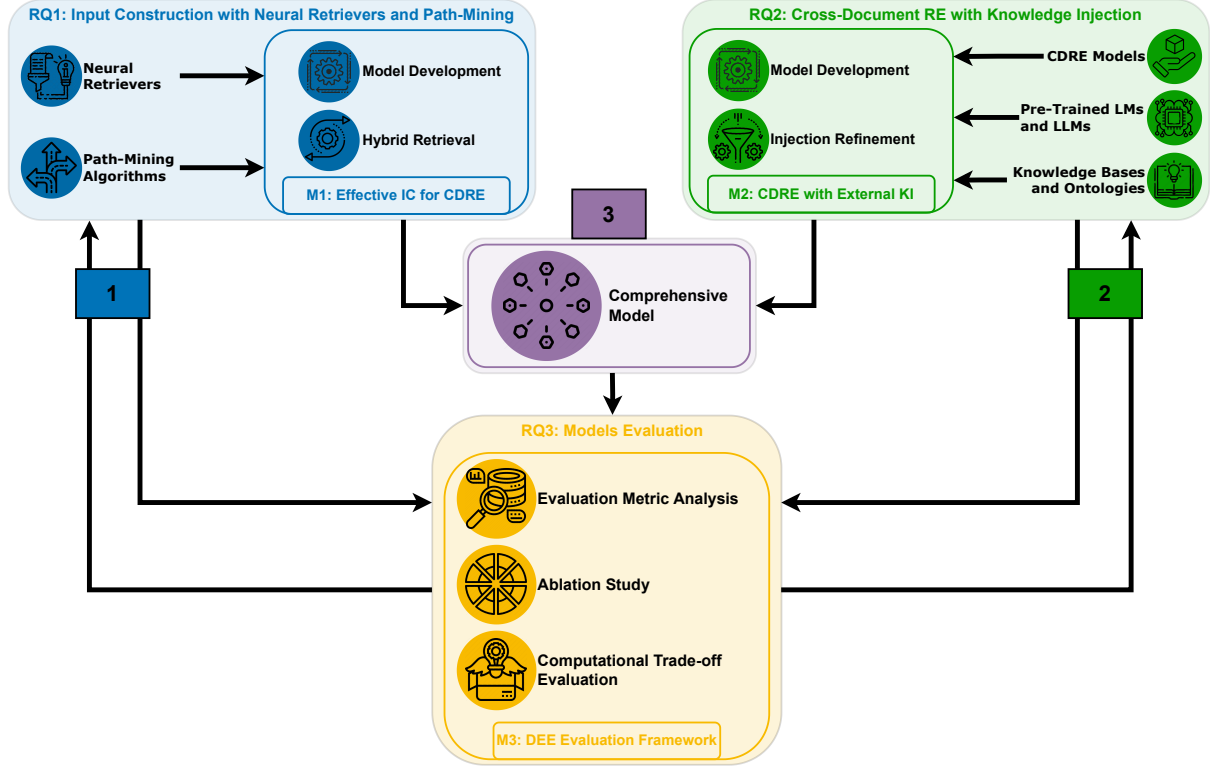 RQ1: Input Construction with Neural Retrievers and Path-Mining
Neural
Retrievers
Path-Mining
Algorithms
Model Development
Hybrid Retrieval
M1: Effective IC for CDRE
RQ2: Cross-Document RE with Knowledge Injection
Model Development
Injection Refinement
M2: CDRE with External KI
CDRE Models
Pre-Trained LMs
and LLMs
Knowledge Bases
and Ontologies
1
3
2
Comprehensive
Model
RQ3: Models Evaluation
Evaluation Metric Analysis
Ablation Study
Computational Trade-off
Evaluation
M3: DEE Evaluation Framework